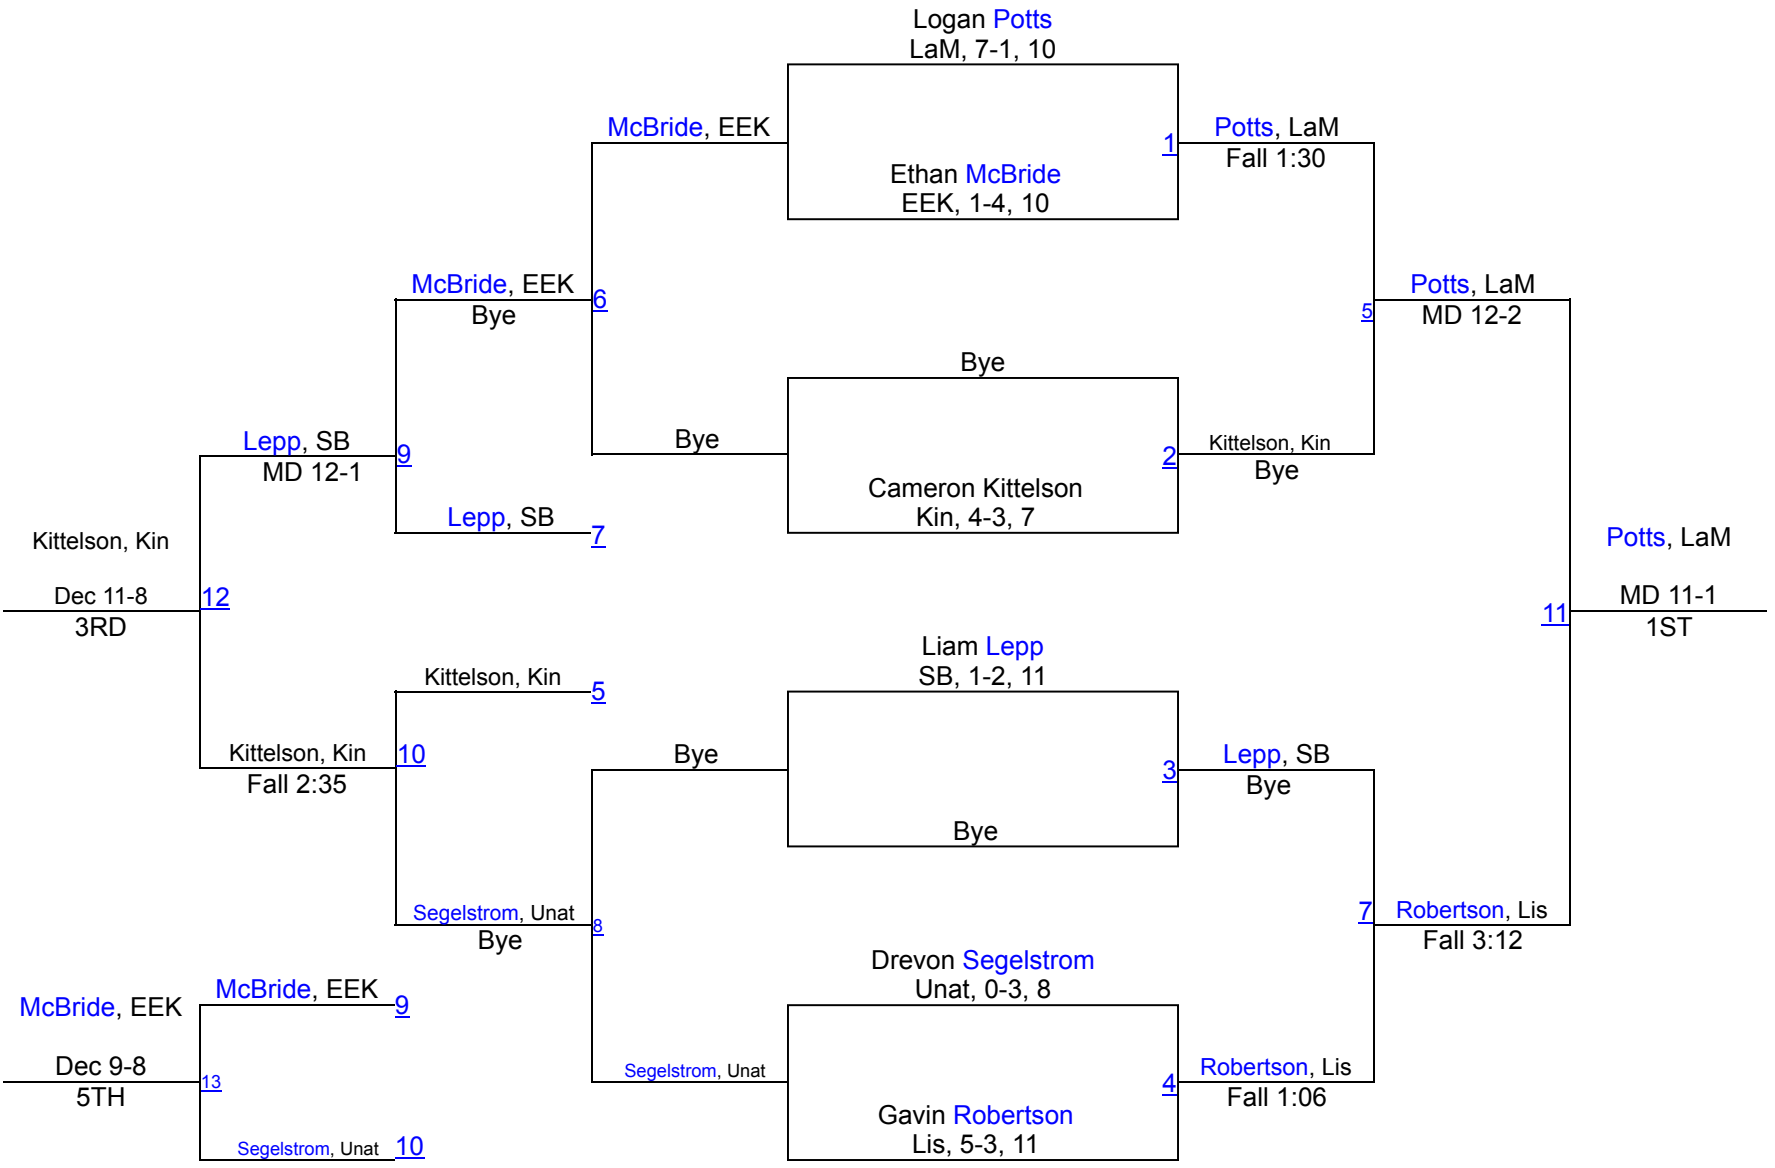 Logan Potts
LaM, 7-1, 10
McBride, EEK
1
Potts, LaM
Fall 1:30
Ethan McBride
EEK, 1-4, 10
McBride, EEK
Bye
6
5
Potts, LaM
MD 12-2
Bye
Lepp, SB
MD 12-1
9
Bye
2
Kittelson, Kin
Bye
Cameron Kittelson
Kin, 4-3, 7
Lepp, SB
7
Kittelson, Kin
Dec 11-8
3RD
12
Potts, LaM
MD 11-1
1ST
11
Liam Lepp
SB, 1-2, 11
Kittelson, Kin
5
Kittelson, Kin
Fall 2:35
10
Bye
3
Lepp, SB
Bye
Bye
Segelstrom, Unat
Bye
8
7
Robertson, Lis
Fall 3:12
Drevon Segelstrom
Unat, 0-3, 8
McBride, EEK
McBride, EEK
9
Dec 9-8
5TH
13
Segelstrom, Unat
4
Robertson, Lis
Fall 1:06
Gavin Robertson
Lis, 5-3, 11
Segelstrom, Unat
10